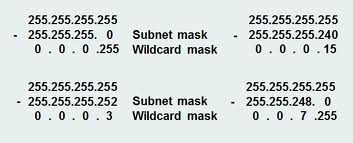 255.255.255.255 255.255.255.255
- 255.255.255. 0 Subnet mask - 255.255.255.240
0 . 0 . 0 .255 Wildcard mask 0 . 0 . 0 . 15
255.255.255.255 255.255.255.255
- 255.255.255.252 Subnet mask - 255.255.248. 0
0 . 0 . 0 . 3 Wildcard mask 0 . 0 . 7 .255